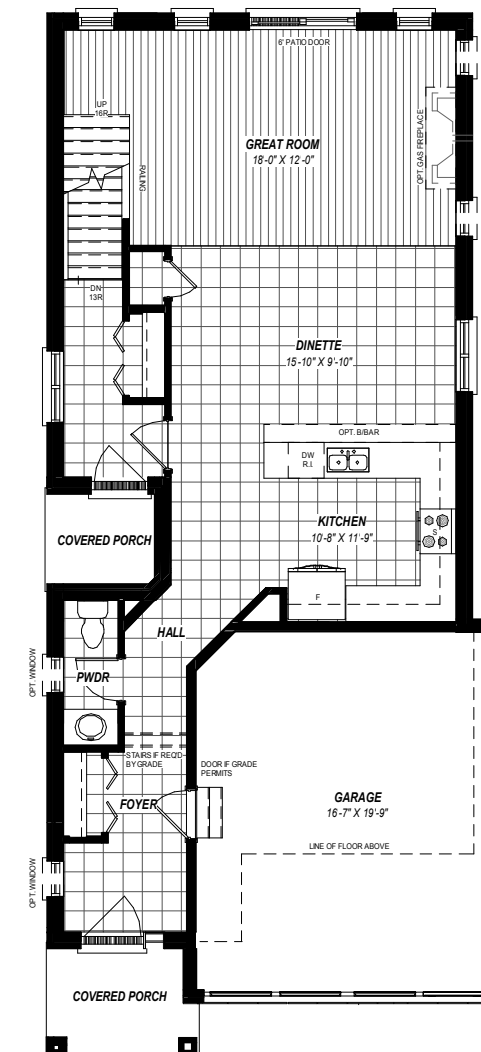 6' PATIO DOOR
UP
16R
RAILING
GREAT ROOM
18'-0" X 12'-0"
OPT. GAS FIREPLACE
DN
13R
DINETTE
15'-10" X 9'-10"
OPT. B/BAR
DW
R.I.
KITCHEN
10'-8" X 11'-9"
S
F
COVERED PORCH
HALL
OPT. WINDOW
PWDR
STAIRS IF REQ'D
BY GRADE
DOOR IF GRADE
PERMITS
FOYER
GARAGE
16'-7" X 19'-9"
LINE OF FLOOR ABOVE
OPT. WINDOW
COVERED PORCH